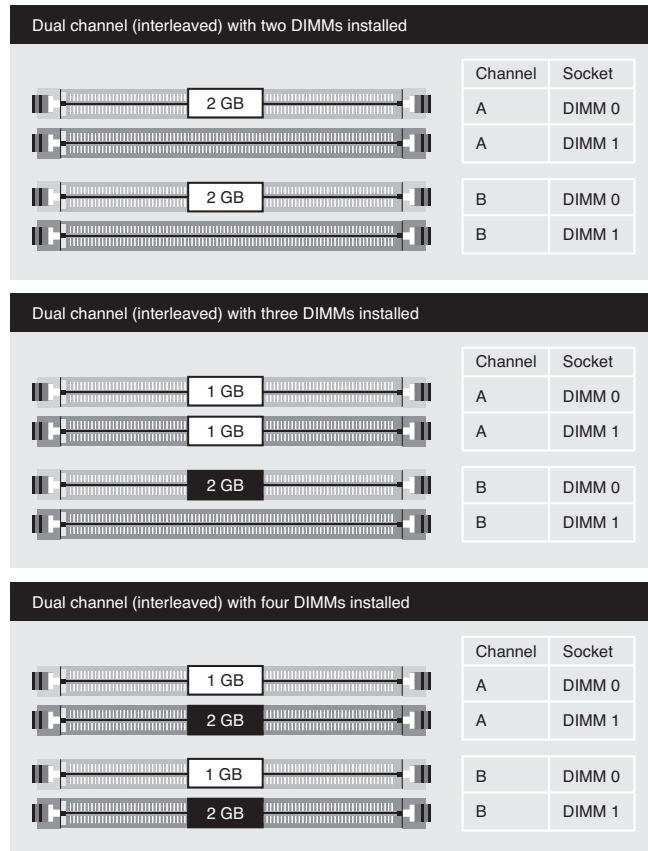 Dual channel (interleaved) with two DIMMs installed
Channel Socket
2 GB A DIMM 0
A DIMM 1
2 GB B DIMM 0
B DIMM 1
Dual channel (interleaved) with three DIMMs installed
Channel Socket
1 GB A DIMM 0
1 GB A DIMM 1
2 GB B DIMM 0
B DIMM 1
Dual channel (interleaved) with four DIMMs installed
Channel Socket
1 GB A DIMM 0
2 GB A DIMM 1
1 GB B DIMM 0
2 GB B DIMM 1